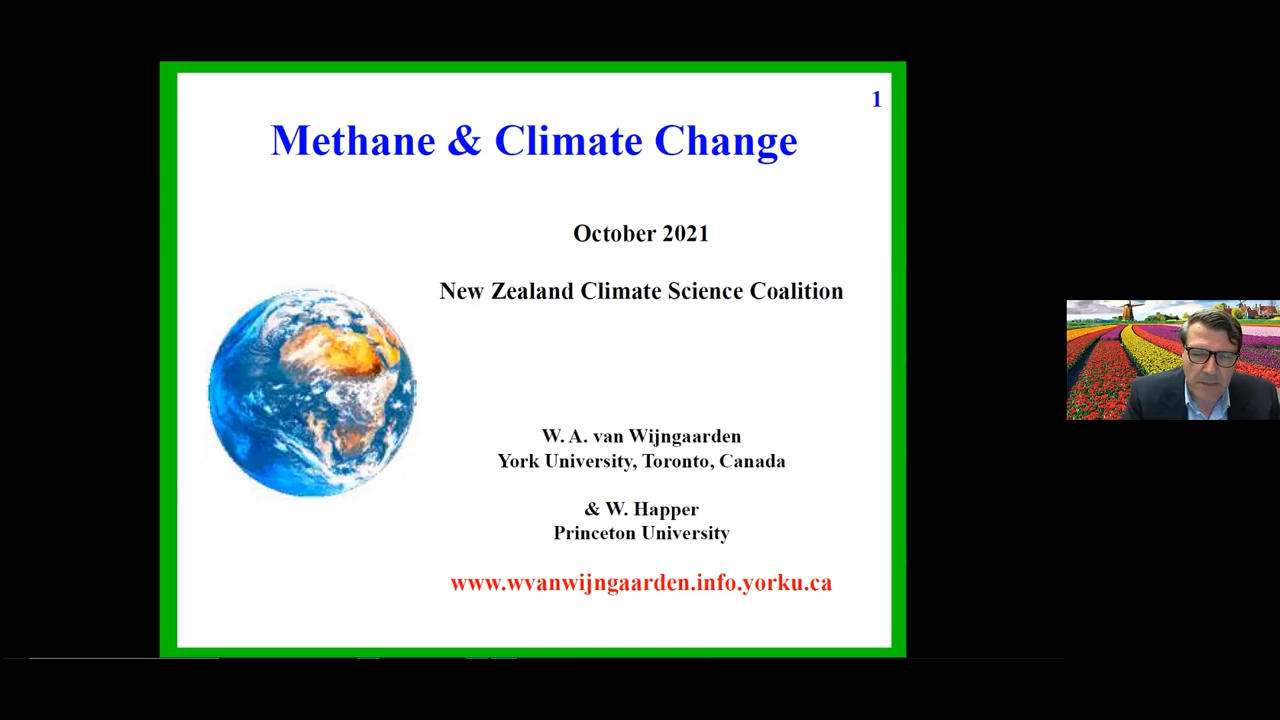 1
Methane & Climate Change
October 2021
New Zealand Climate Science Coalition
W. A. van Wijngaarden
York University, Toronto, Canada
& W. Happer
Princeton University
www.wvanwijngaarden.info.yorku.ca